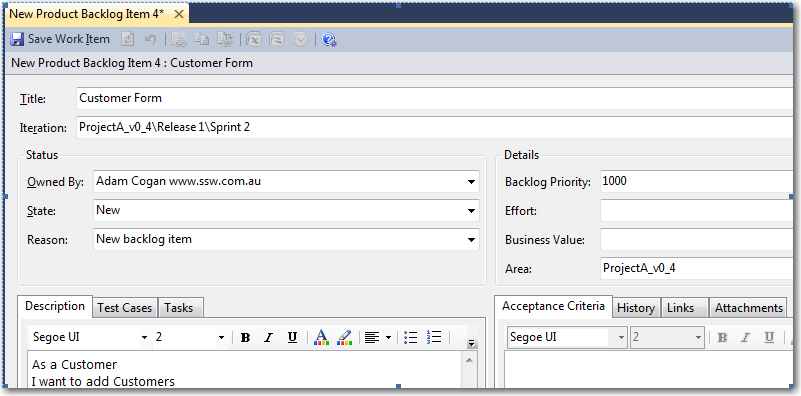 New Product Backlog Item 4*
Save Work Item
New Product Backlog Item 4 : Customer Form
Title: Customer Form
Iteration: ProjectA_v0_4\Release 1\Sprint 2
Status
Details
Owned By: Adam Cogan www.ssw.com.au
Backlog Priority: 1000
State: New
Effort:
Reason: New backlog item
Business Value:
Area: ProjectA_v0_4
Description Test Cases Tasks
Acceptance Criteria History Links Attachments
Segoe UI 2 B I U A
Segoe UI 2 B I U
As a Customer
I want to add Customers